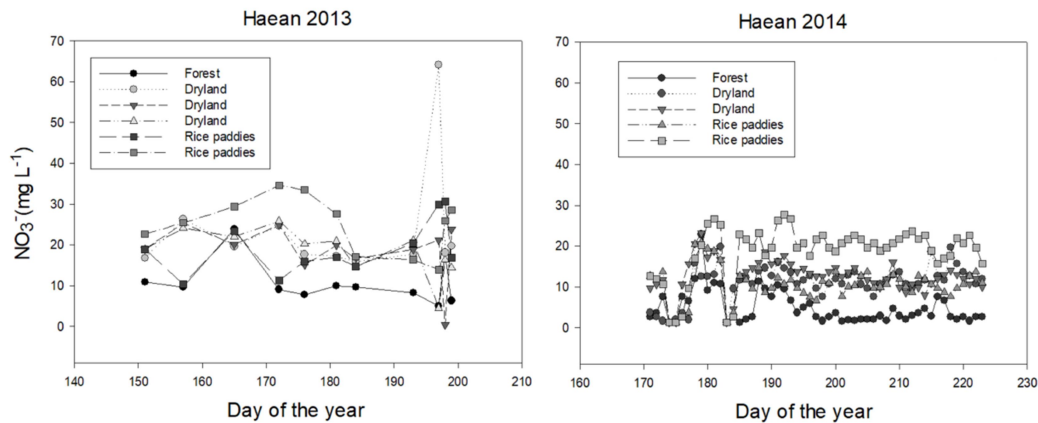 Haean 2013
70
60
50
40
30
20
10
0
NO3-(mg L-1)
Forest
Dryland
Dryland
Dryland
Rice paddies
Rice paddies
140 150 160 170 180 190 200 210
Day of the year
Haean 2014
70
60
50
40
30
20
10
0
Forest
Dryland
Dryland
Rice paddies
Rice paddies
160 170 180 190 200 210 220 230
Day of the year